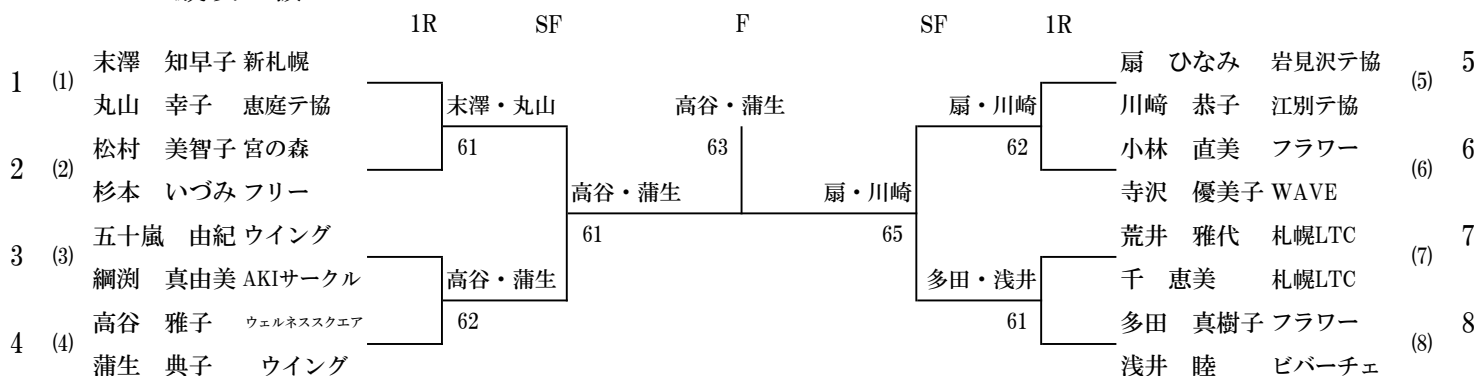 1R SF F SF 1R
1 (1) 末澤 知早子 新札幌
丸山 幸子 恵庭テ協
2 (2) 松村 美智子 宮の森
杉本 いづみ フリー
3 (3) 五十嵐 由紀 ウイング
綱渕 真由美 AKIサークル
4 (4) 高谷 雅子 ウェルネススクエア
蒲生 典子 ウイング
末澤・丸山
61
高谷・蒲生
62
高谷・蒲生
61
高谷・蒲生
63
扇・川崎
65
扇・川崎
62
多田・浅井
61
扇 ひなみ 岩見沢テ協 (5) 5
川﨑 恭子 江別テ協
小林 直美 フラワー (6) 6
寺沢 優美子 WAVE
荒井 雅代 札幌LTC (7) 7
千 恵美 札幌LTC
多田 真樹子 フラワー (8) 8
浅井 睦 ビバーチェ